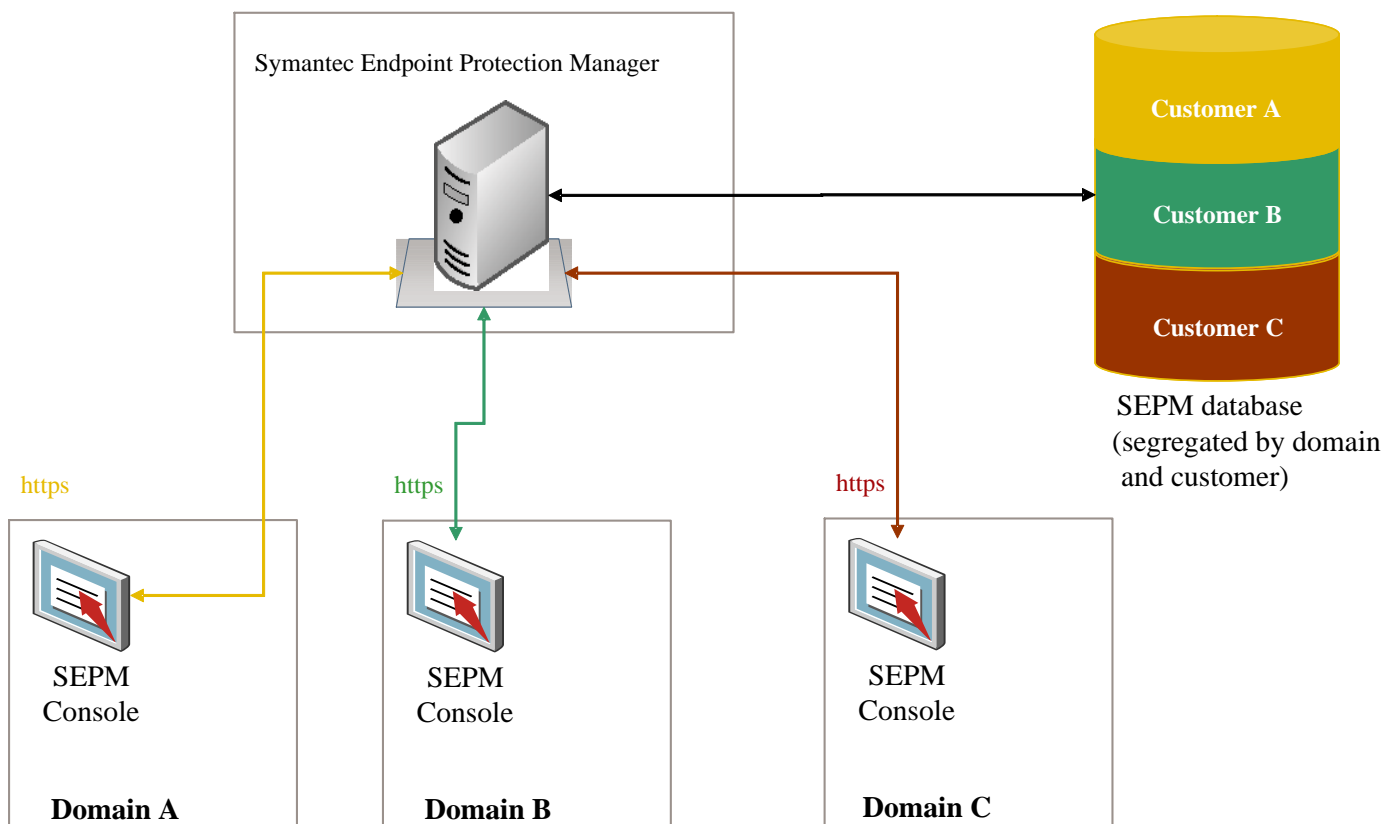 Symantec Endpoint Protection Manager
Customer A
Customer B
Customer C
SEPM database
(segregated by domain
and customer)
https
https
https
SEPM
Console
SEPM
Console
SEPM
Console
Domain A
Domain B
Domain C